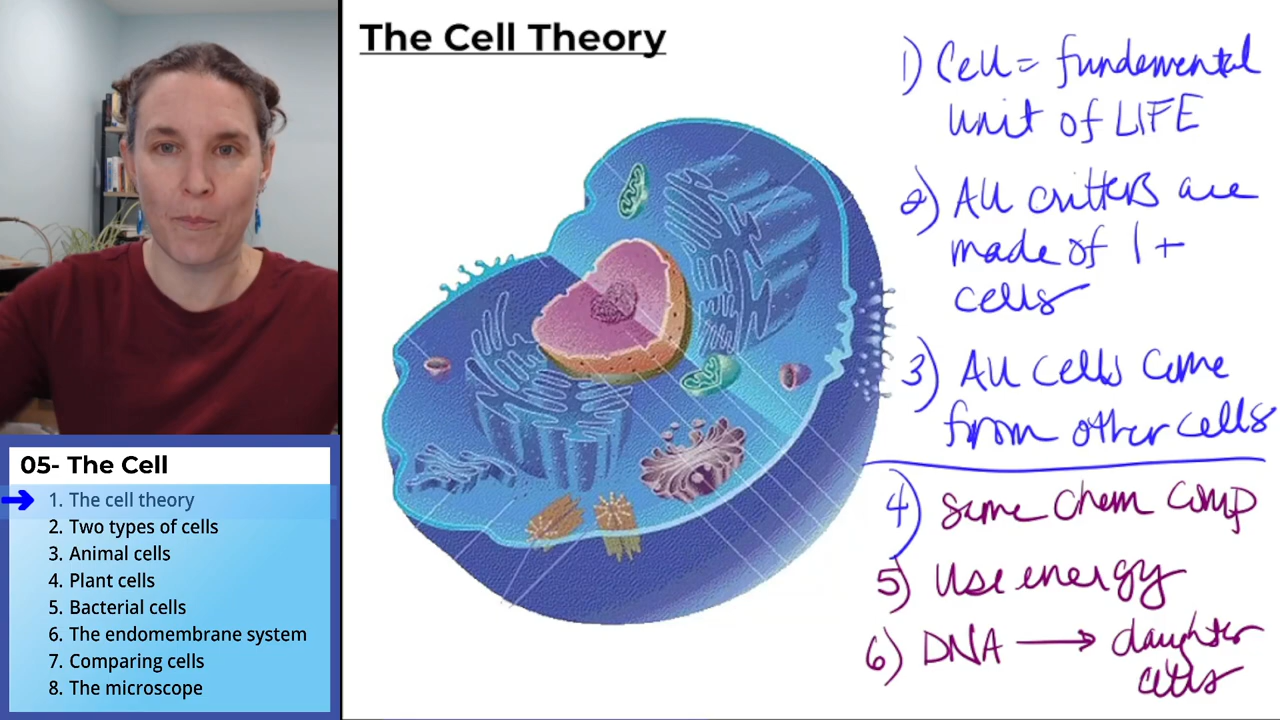 The Cell Theory
1) Cell = fundamental
unit of LIFE
2) All critters are
made of 1+
cells
3) All cells come
from other cells
4) Same chem comp
5) Use energy
6) DNA → daughter
cells
05- The Cell
1. The cell theory
2. Two types of cells
3. Animal cells
4. Plant cells
5. Bacterial cells
6. The endomembrane system
7. Comparing cells
8. The microscope